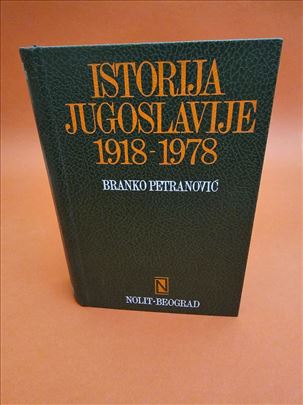 ISTORIJA
JUGOSLAVIJE
1918-1978
BRANKO PETRANOVIĆ
N
NOLIT•BEOGRAD